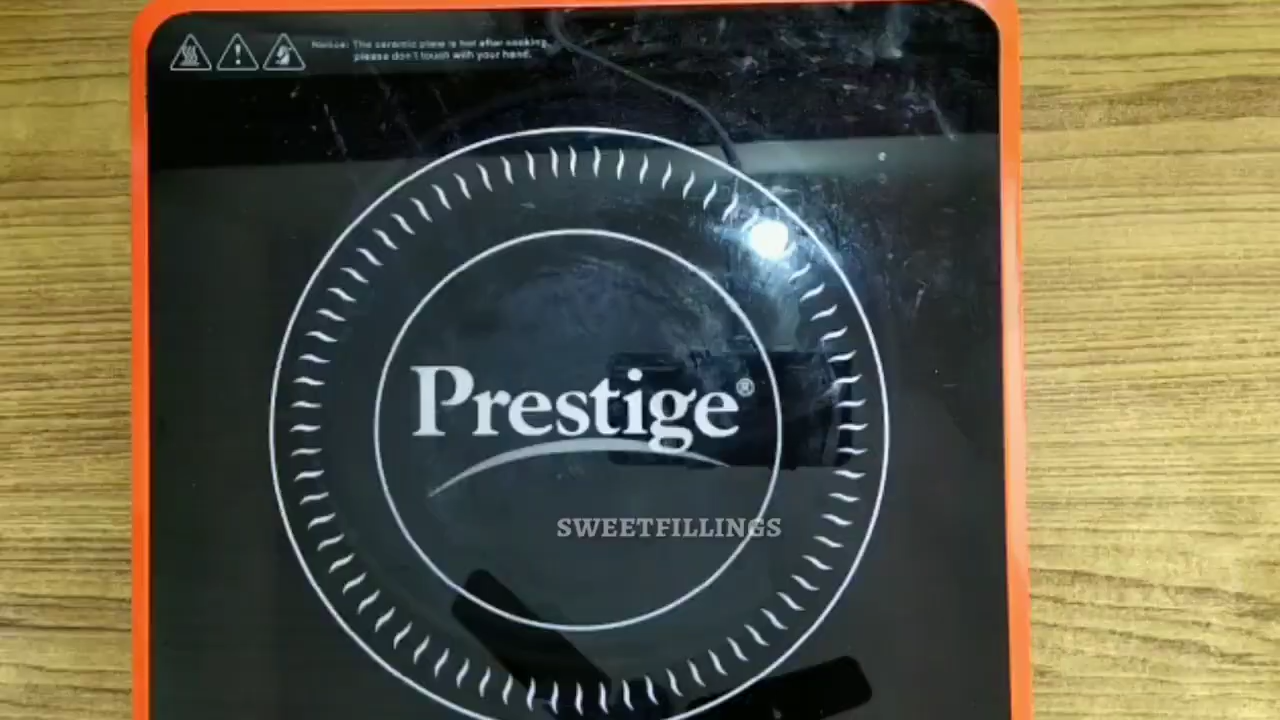 Notice: The ceramic plate is hot after cooking,
please don't touch with your hand.
Prestige®
SWEETFILLINGS